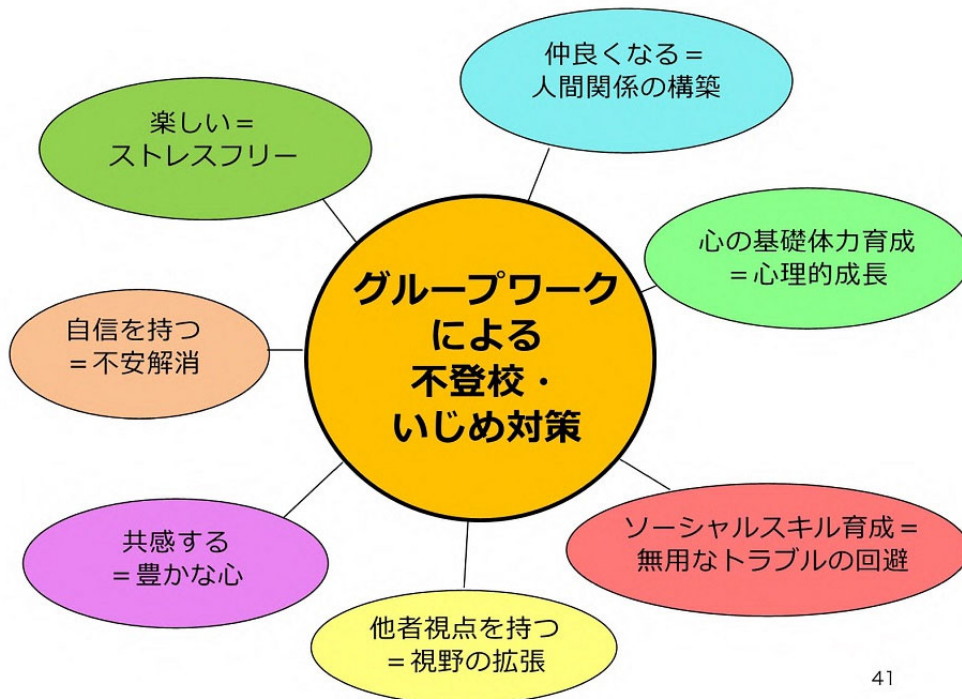 仲良くなる＝
人間関係の構築
楽しい＝
ストレスフリー
心の基礎体力育成
＝心理的成長
グループワーク
による
不登校・
いじめ対策
自信を持つ
＝不安解消
ソーシャルスキル育成＝
無用なトラブルの回避
共感する
＝豊かな心
他者視点を持つ
＝視野の拡張
41